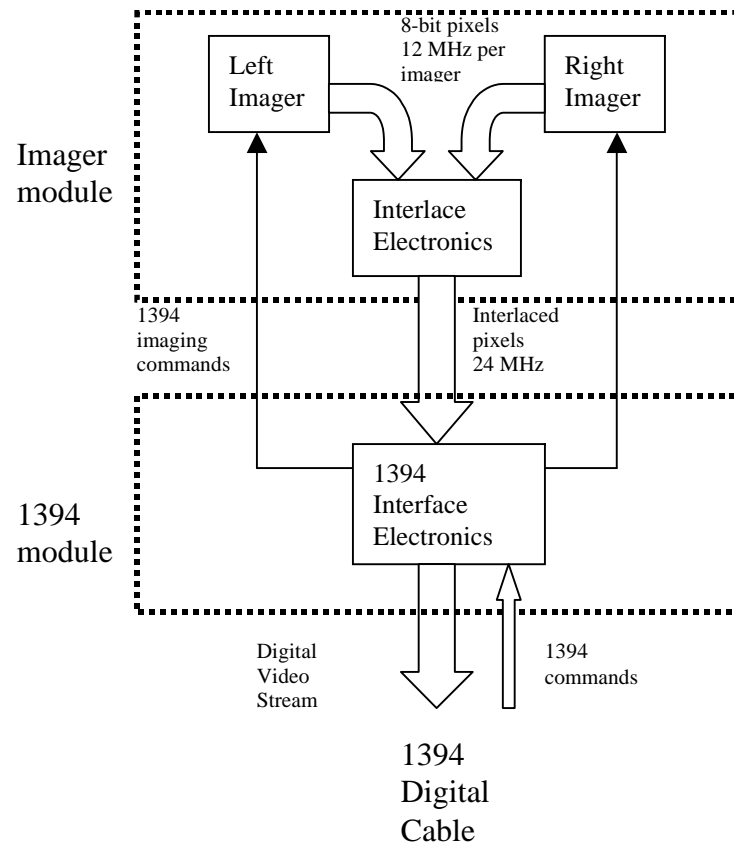 8-bit pixels
12 MHz per
imager
Left
Imager
Right
Imager
Imager
module
Interlace
Electronics
1394
imaging
commands
Interlaced
pixels
24 MHz
1394
Interface
Electronics
1394
module
Digital
Video
Stream
1394
commands
1394
Digital
Cable